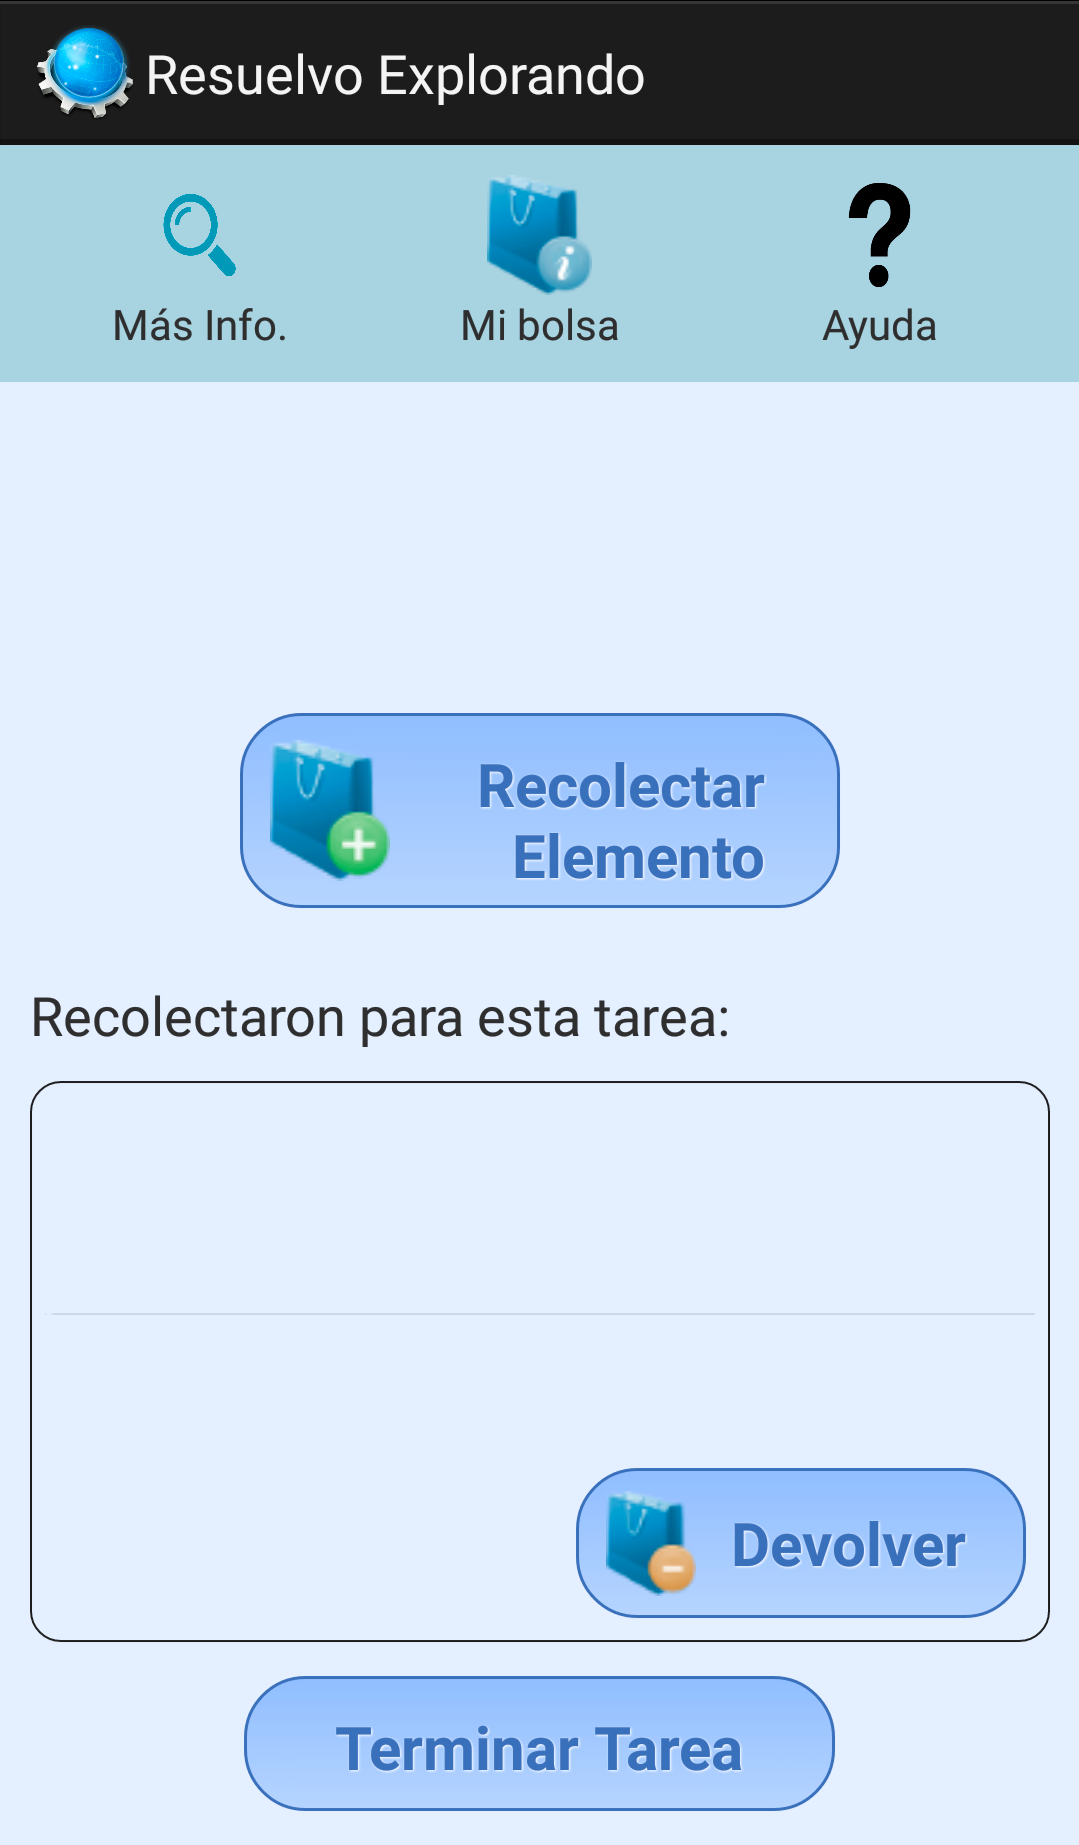 Resuelvo Explorando
Más Info.
Mi bolsa
Ayuda
Recolectar
Elemento
Recolectaron para esta tarea:
Devolver
Terminar Tarea